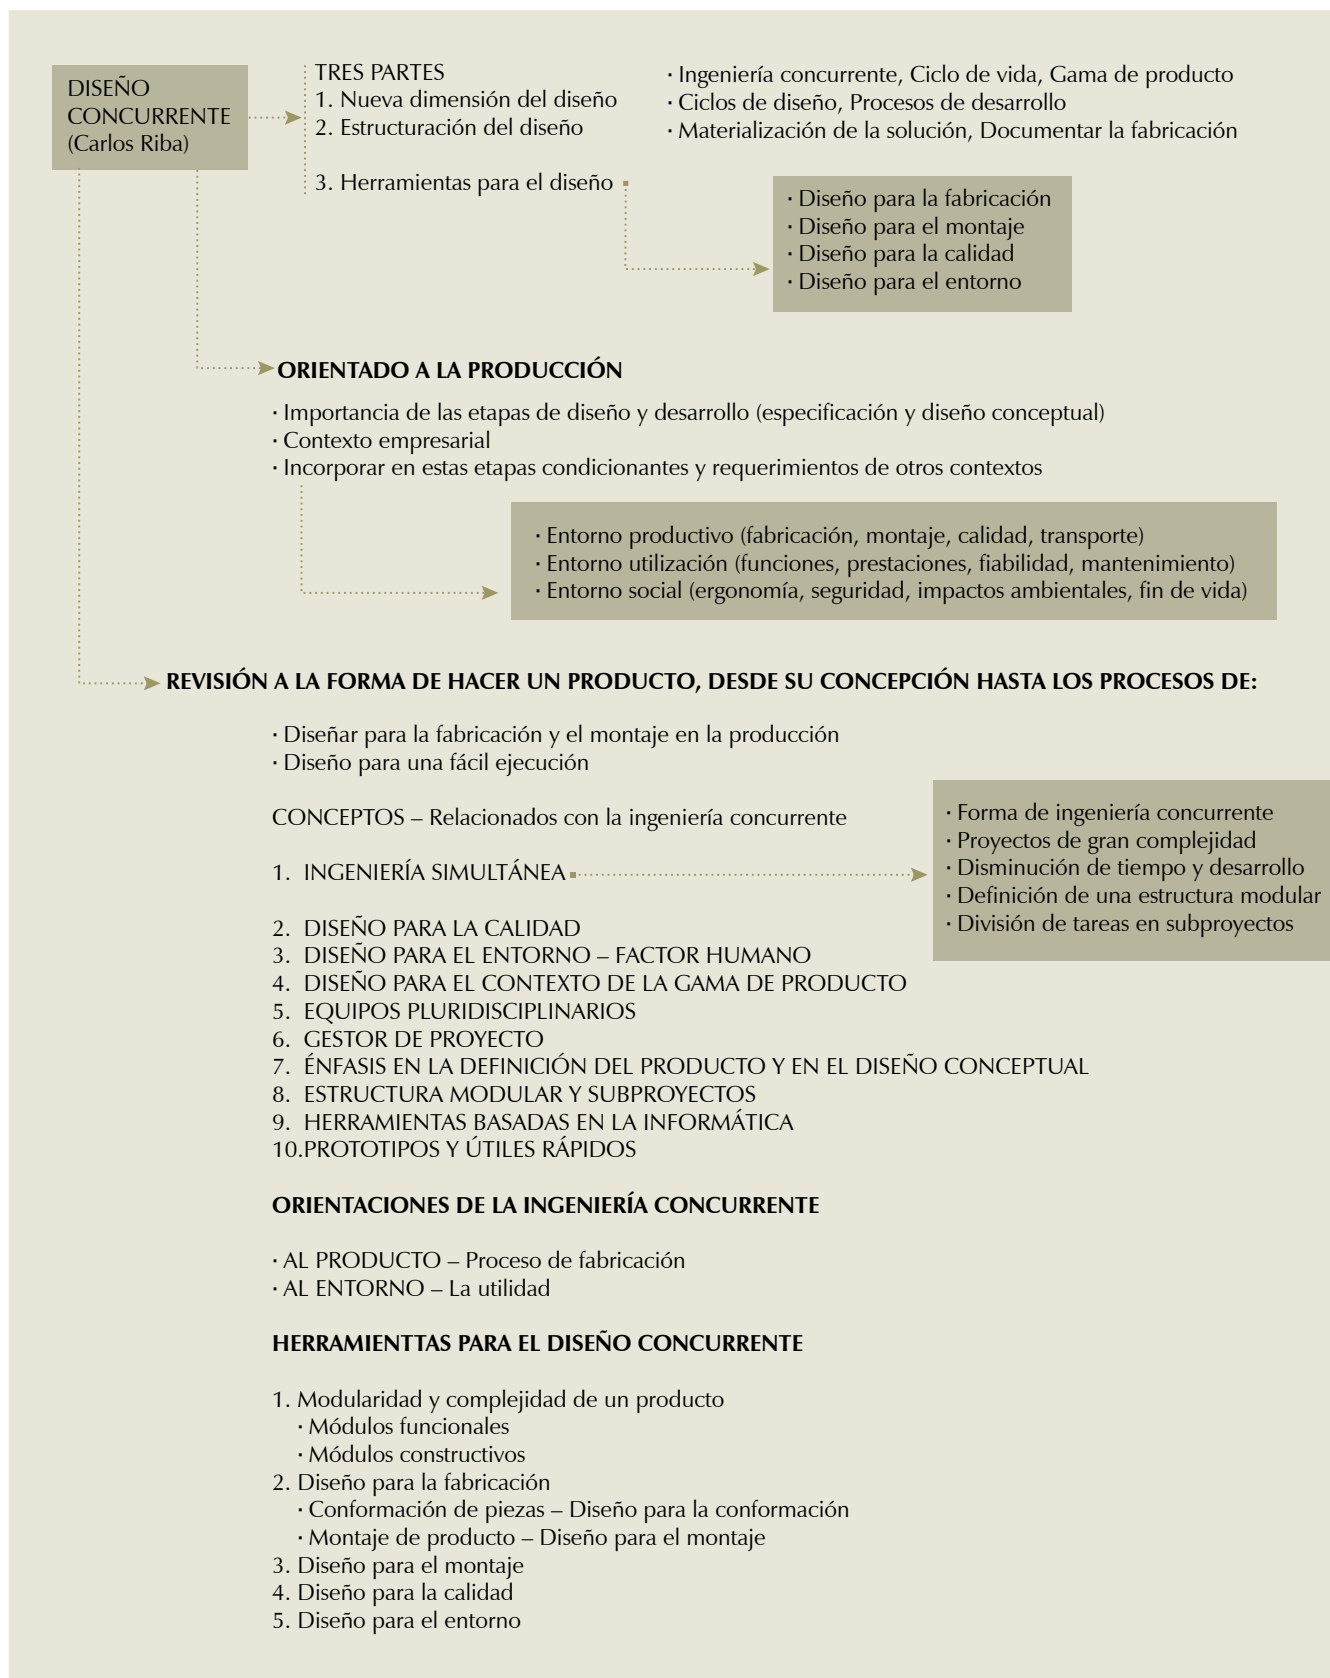 DISEÑO
CONCURRENTE
(Carlos Riba)
TRES PARTES
1. Nueva dimensión del diseño
2. Estructuración del diseño
3. Herramientas para el diseño
· Ingeniería concurrente, Ciclo de vida, Gama de producto
· Ciclos de diseño, Procesos de desarrollo
· Materialización de la solución, Documentar la fabricación
· Diseño para la fabricación
· Diseño para el montaje
· Diseño para la calidad
· Diseño para el entorno
ORIENTADO A LA PRODUCCIÓN
· Importancia de las etapas de diseño y desarrollo (especificación y diseño conceptual)
· Contexto empresarial
· Incorporar en estas etapas condicionantes y requerimientos de otros contextos
· Entorno productivo (fabricación, montaje, calidad, transporte)
· Entorno utilización (funciones, prestaciones, fiabilidad, mantenimiento)
· Entorno social (ergonomía, seguridad, impactos ambientales, fin de vida)
REVISIÓN A LA FORMA DE HACER UN PRODUCTO, DESDE SU CONCEPCIÓN HASTA LOS PROCESOS DE:
· Diseñar para la fabricación y el montaje en la producción
· Diseño para una fácil ejecución
CONCEPTOS – Relacionados con la ingeniería concurrente
1. INGENIERÍA SIMULTÁNEA
· Forma de ingeniería concurrente
· Proyectos de gran complejidad
· Disminución de tiempo y desarrollo
· Definición de una estructura modular
· División de tareas en subproyectos
2. DISEÑO PARA LA CALIDAD
3. DISEÑO PARA EL ENTORNO – FACTOR HUMANO
4. DISEÑO PARA EL CONTEXTO DE LA GAMA DE PRODUCTO
5. EQUIPOS PLURIDISCIPLINARIOS
6. GESTOR DE PROYECTO
7. ÉNFASIS EN LA DEFINICIÓN DEL PRODUCTO Y EN EL DISEÑO CONCEPTUAL
8. ESTRUCTURA MODULAR Y SUBPROYECTOS
9. HERRAMIENTAS BASADAS EN LA INFORMÁTICA
10.PROTOTIPOS Y ÚTILES RÁPIDOS
ORIENTACIONES DE LA INGENIERÍA CONCURRENTE
· AL PRODUCTO – Proceso de fabricación
· AL ENTORNO – La utilidad
HERRAMIENTTAS PARA EL DISEÑO CONCURRENTE
1. Modularidad y complejidad de un producto
· Módulos funcionales
· Módulos constructivos
2. Diseño para la fabricación
· Conformación de piezas – Diseño para la conformación
· Montaje de producto – Diseño para el montaje
3. Diseño para el montaje
4. Diseño para la calidad
5. Diseño para el entorno